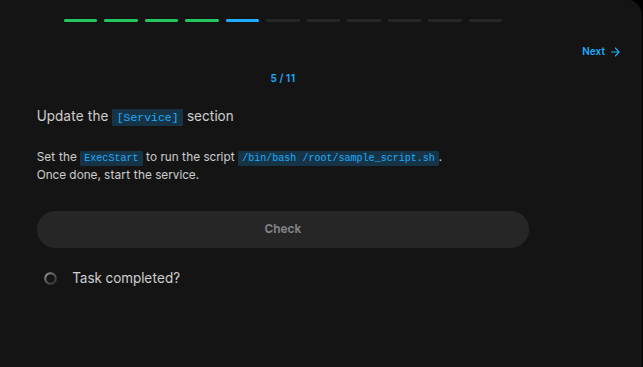 Next →
5 / 11
Update the [Service] section
Set the ExecStart to run the script /bin/bash /root/sample_script.sh.
Once done, start the service.
Check
Task completed?